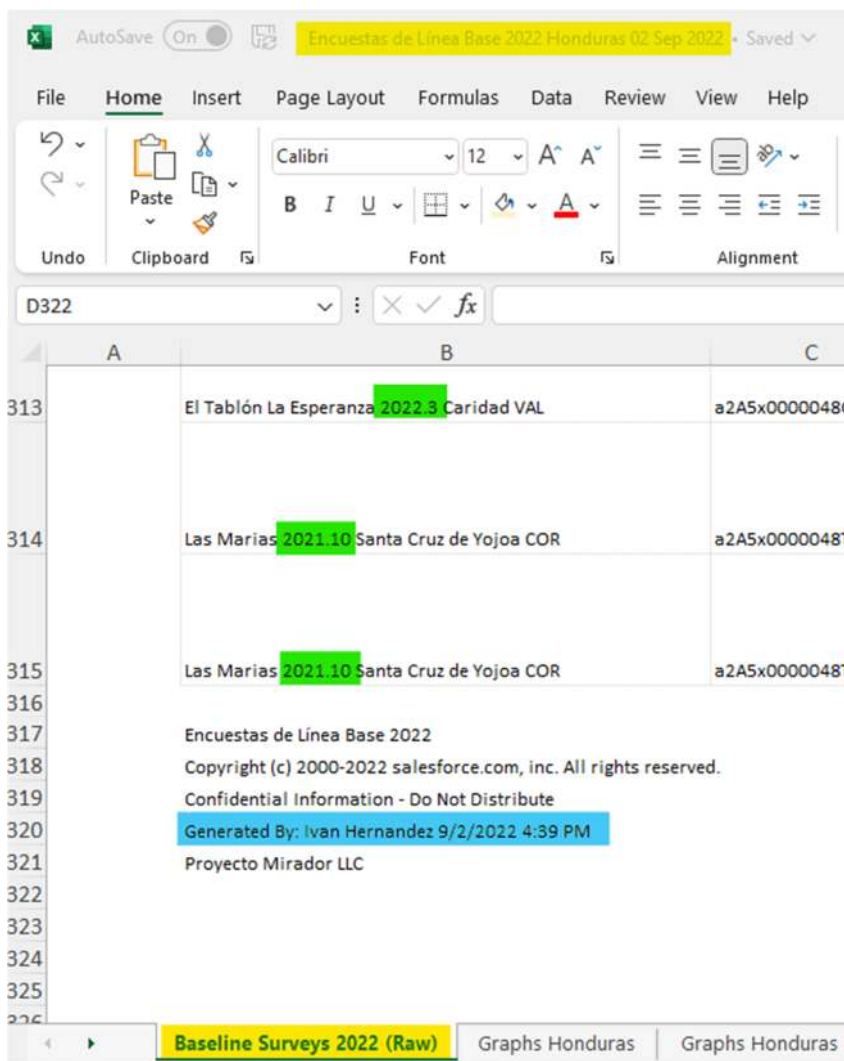 AutoSave On Encuestas de Línea Base 2022 Honduras 02 Sep 2022 • Saved
File Home Insert Page Layout Formulas Data Review View Help
Calibri 12 A A
Paste B I U A
Undo Clipboard Font Alignment
D322 fx
A B C
313 El Tablón La Esperanza 2022.3 Caridad VAL a2A5x0000048
314 Las Marias 2021.10 Santa Cruz de Yojoa COR a2A5x0000048
315 Las Marias 2021.10 Santa Cruz de Yojoa COR a2A5x0000048
316
317 Encuestas de Línea Base 2022
318 Copyright (c) 2000-2022 salesforce.com, inc. All rights reserved.
319 Confidential Information - Do Not Distribute
320 Generated By: Ivan Hernandez 9/2/2022 4:39 PM
321 Proyecto Mirador LLC
322
323
324
325
Baseline Surveys 2022 (Raw) Graphs Honduras Graphs Honduras